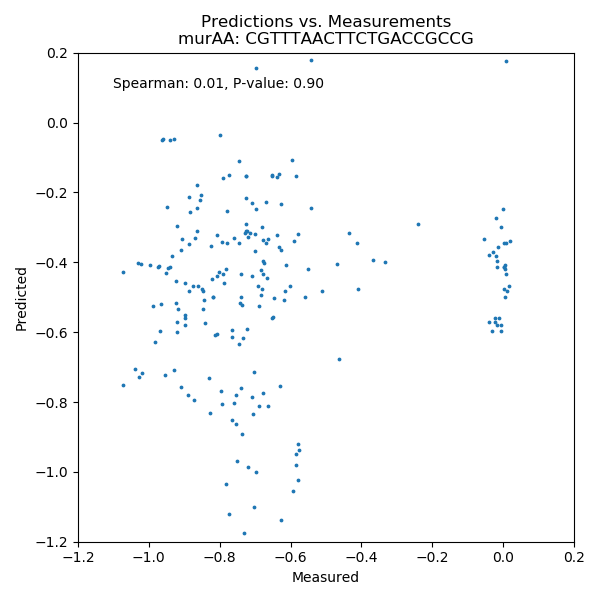 Predictions vs. Measurements
murAA: CGTTTAACTTCTGACCGCCG
Spearman: 0.01, P-value: 0.90
0.2
0.0
−0.2
−0.4
−0.6
−0.8
−1.0
−1.2
Predicted
−1.2 −1.0 −0.8 −0.6 −0.4 −0.2 0.0 0.2
Measured